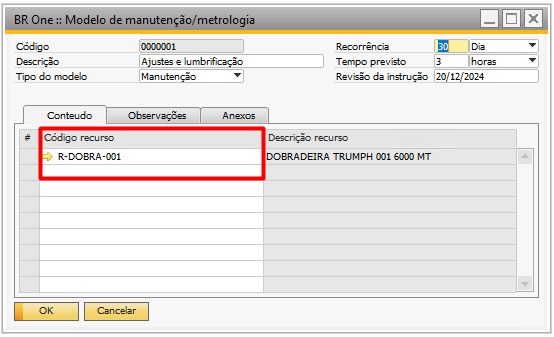 BR One :: Modelo de manutenção/metrologia
Código 0000001 Recorrência 30 Dia
Descrição Ajustes e lumbrificação Tempo previsto 3 horas
Tipo do modelo Manutenção Revisão da instrução 20/12/2024
Conteudo Observações Anexos
# Código recurso Descrição recurso
R-DOBRA-001 DOBRADEIRA TRUMPH 001 6000 MT
OK Cancelar